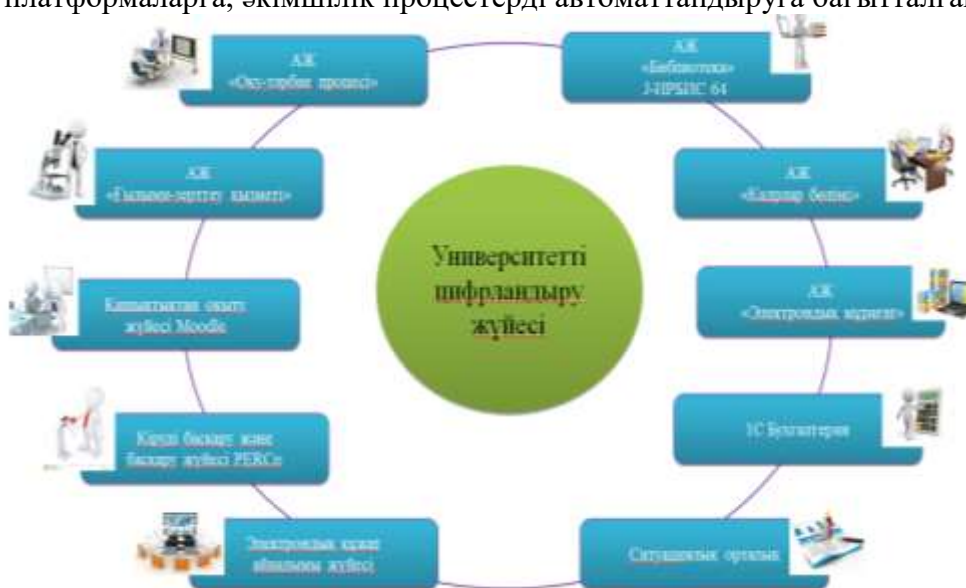 платформаларға, әкімшілік процестерді автоматтандыруға бағытталған
АЖ
«Оқу-тәрбие процесі»
АЖ
«Библиотека»
J-ИРБИС 64
АЖ
«Ғылыми-зерттеу қызметі»
АЖ
«Кадрлар бөлімі»
Университетті
цифрландыру
жүйесі
Қашықтықтан оқыту
жүйесі Moodle
АЖ
«Электрондық
Кіруді басқару және
басқару жүйесі PERCo
1С Бухгалтерия
Электрондық құжат
айналымы жүйесі
Ситуациялық орталық